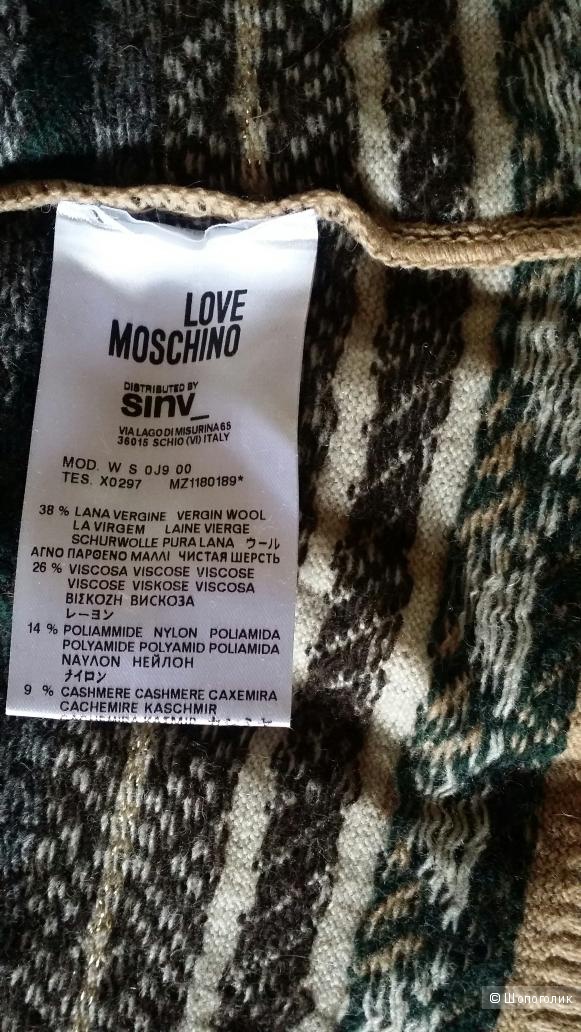 LOVE
MOSCHINO
DISTRIBUTED BY
sinv_
VIA LAGO DI MISURINA 65
36015 SCHIO (VI) ITALY
MOD. W S 0J9 00
TES. X0297 MZ1180189*
38 % LANA VERGINE VIRGIN WOOL
LA VIRGEM LAINE VIERGE
SCHURWOLLE PURA LANA ウール
ΑΓΝΟ ΠΑΡΘΕΝΟ ΜΑΛΛΙ ЧИСТАЯ ШЕРСТЬ
26 % VISCOSA VISCOSE VISCOSE
VISCOSE VISKOSE VISCOSA
ΒΙΣΚΟΖΗ ВИСКОЗА
レーヨン
14 % POLIAMMIDE NYLON POLIAMIDA
POLYAMIDE POLYAMID POLIAMIDA
ΝΑΥΛΟΝ НЕЙЛОН
ナイロン
9 % CASHMERE CASHMERE CAXEMIRA
CACHEMIRE KASCHMIR
© Шопоголик